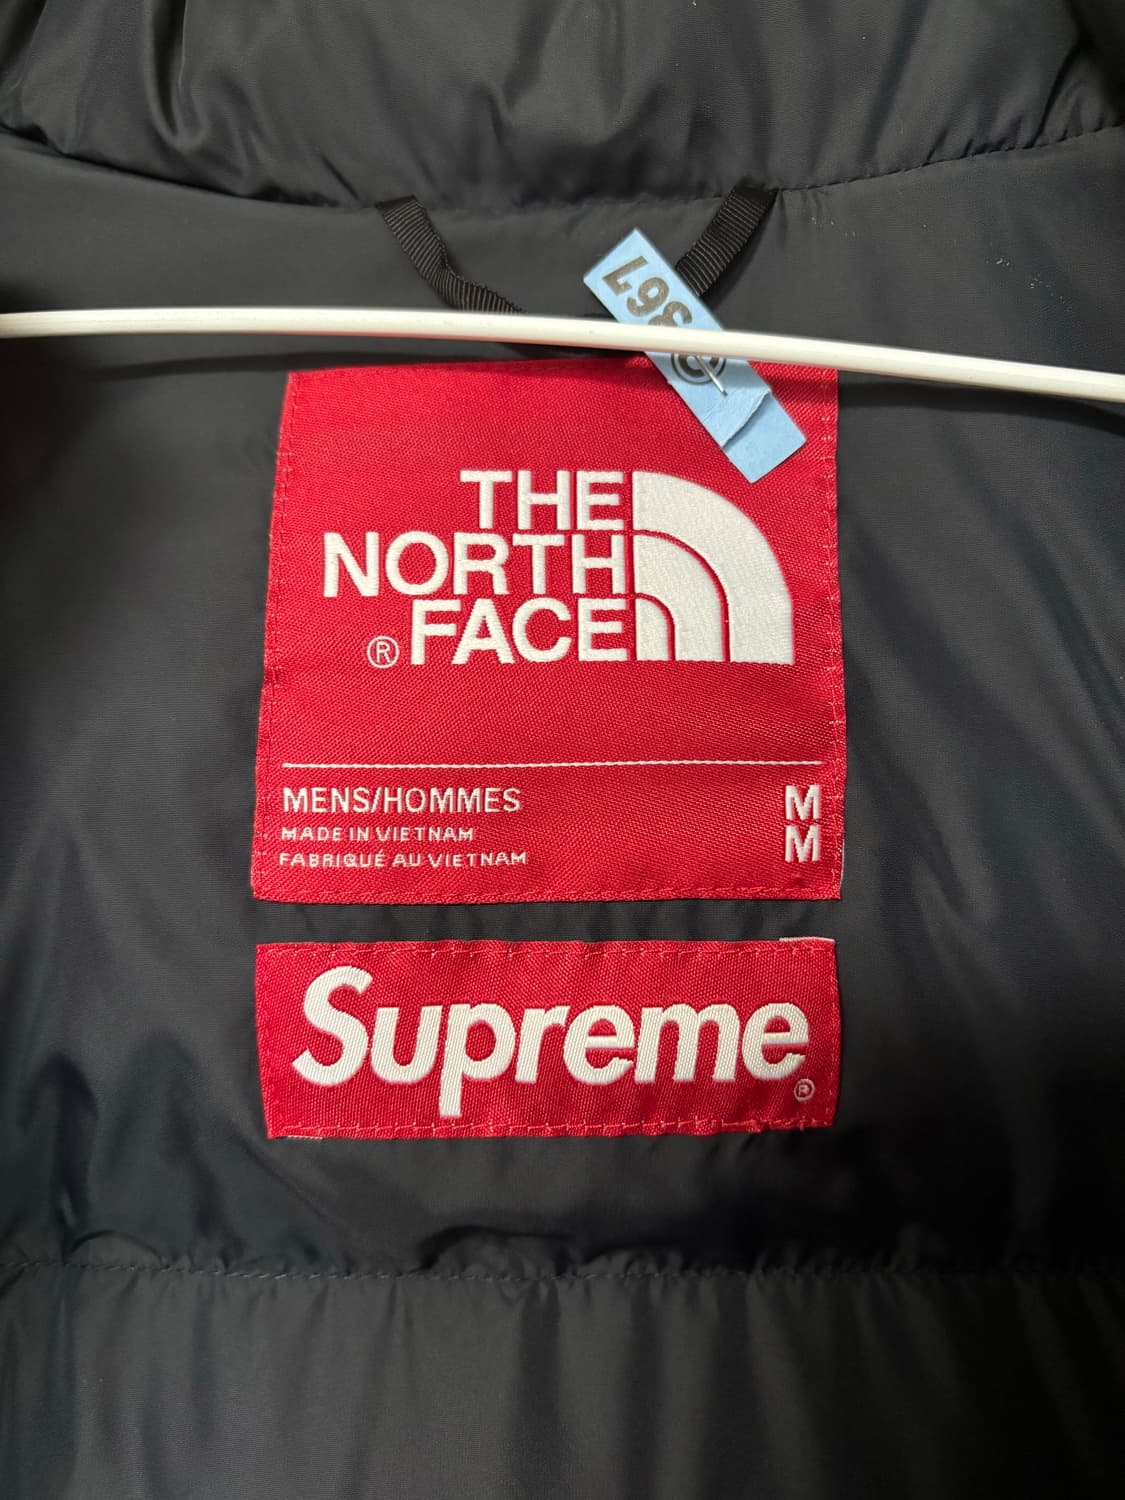 THE
NORTH
FACE
®
MENS/HOMMES M
MADE IN VIETNAM
FABRIQUÉ AU VIETNAM M
Supreme
®